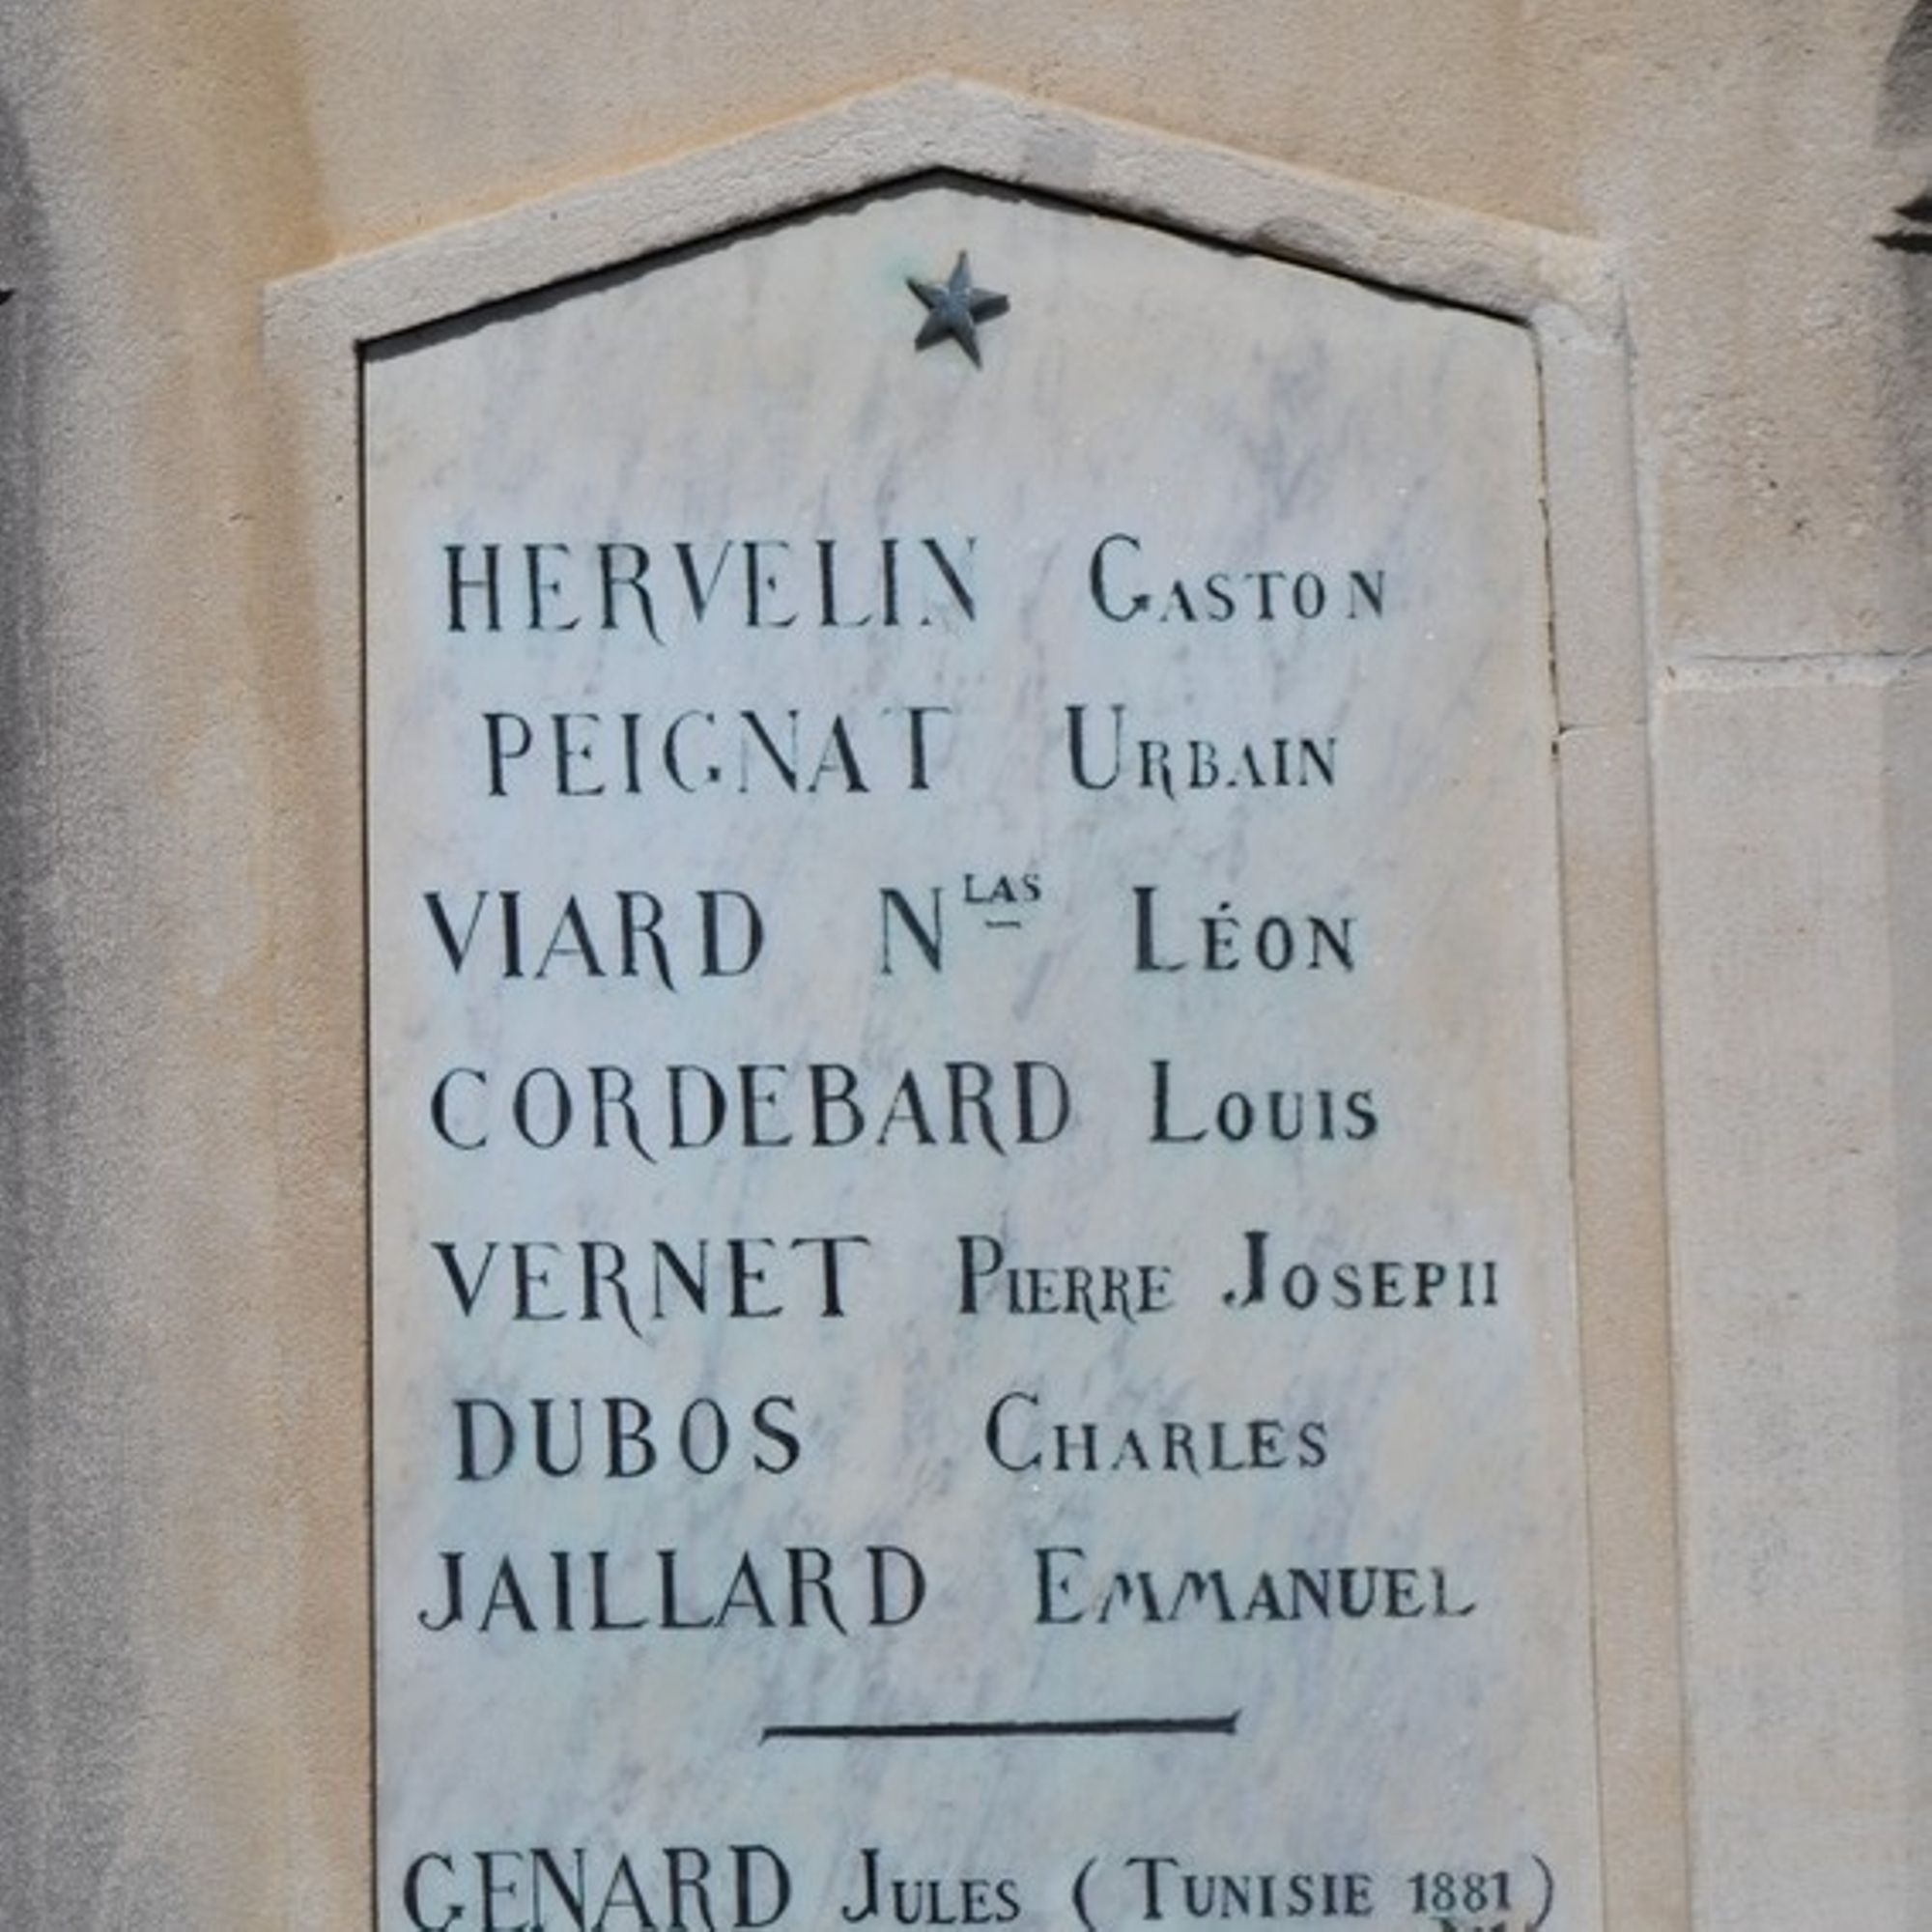 HERVELIN GASTON
PEIGNAT URBAIN
VIARD NLAS LÉON
CORDEBARD LOUIS
VERNET PIERRE JOSEPH
DUBOS CHARLES
JAILLARD EMMANUEL
GENARD JULES (TUNISIE 1881)